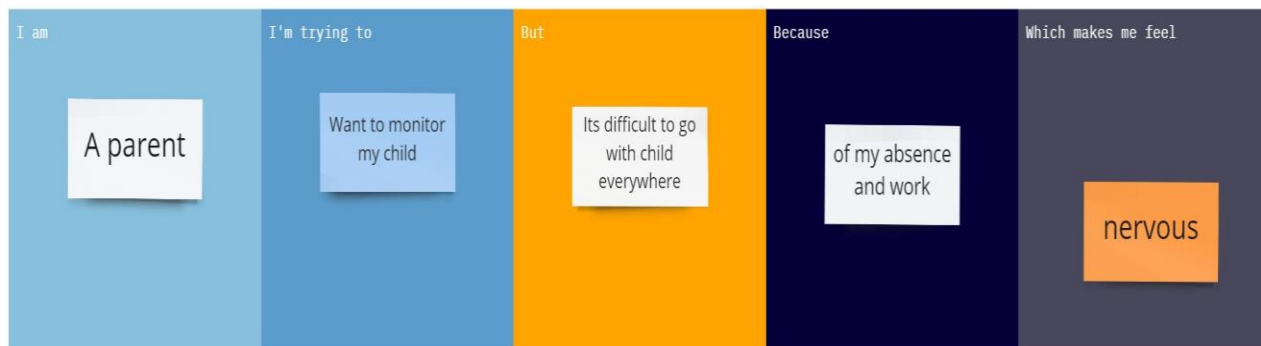 I am
A parent
I'm trying to
Want to monitor
my child
But
Its difficult to go
with child
everywhere
Because
of my absence
and work
Which makes me feel
nervous